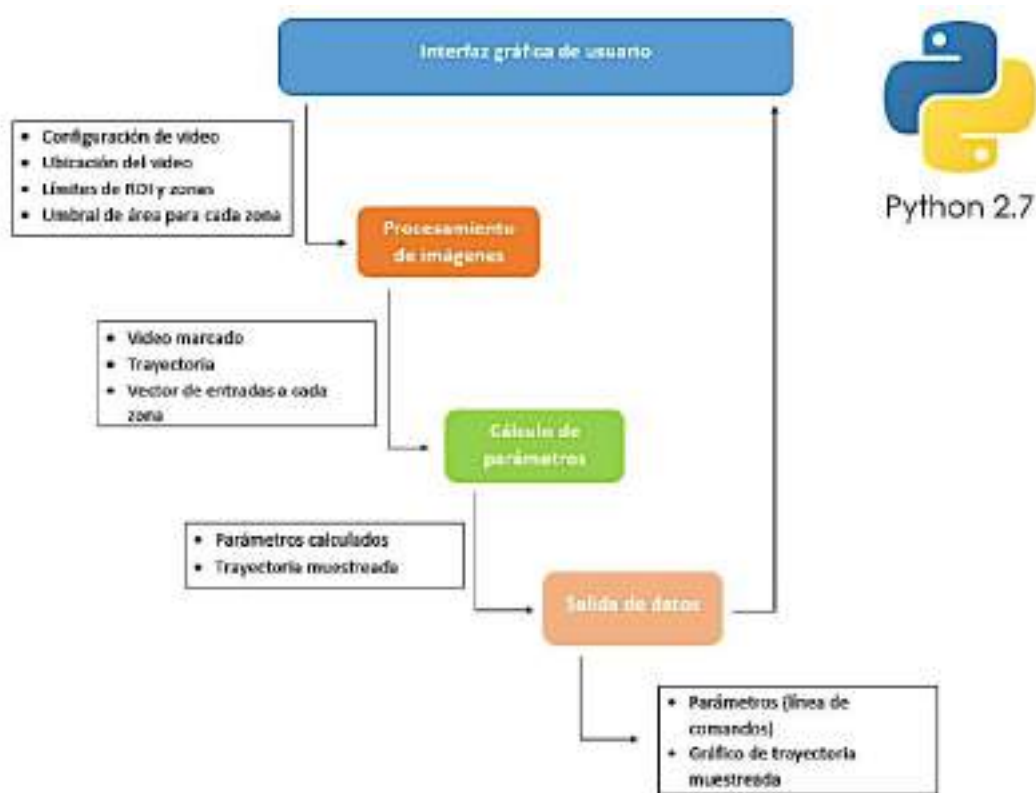 Interfaz gráfica de usuario
• Configuración de video
• Ubicación del video
• Límites de RDI y zonas
• Umbral de área para cada zona
Python 2.7
Procesamiento
de imágenes
• Video marcado
• Trayectoria
• Vector de entradas a cada
zona
Cálculo de
parámetros
• Parámetros calculados
• Trayectoria muestreada
Salida de datos
• Parámetros (línea de
comandos)
• Gráfico de trayectoria
muestreada